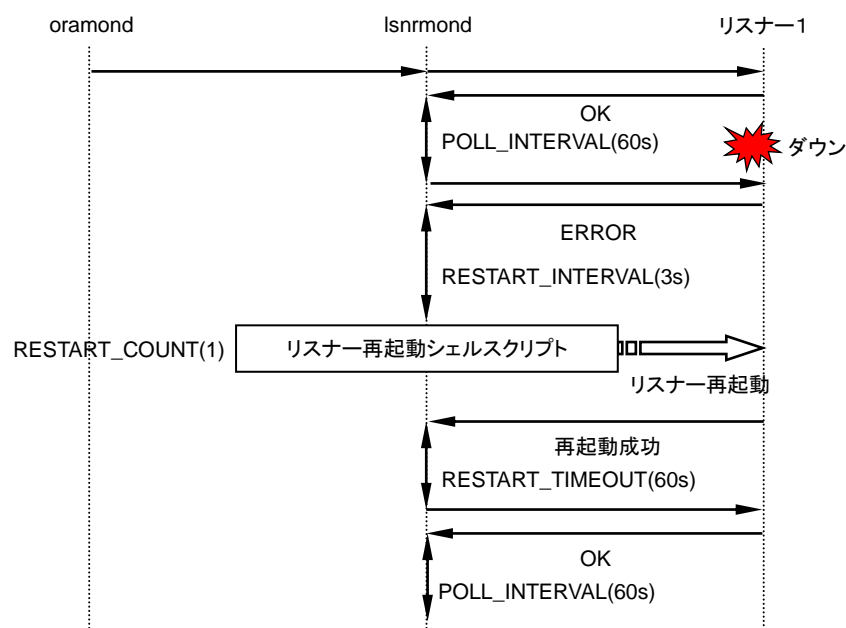 oramond
lsnrmond
リスナー1
OK
POLL_INTERVAL(60s)
ダウン
ERROR
RESTART_INTERVAL(3s)
RESTART_COUNT(1)
リスナー再起動シェルスクリプト
リスナー再起動
再起動成功
RESTART_TIMEOUT(60s)
OK
POLL_INTERVAL(60s)